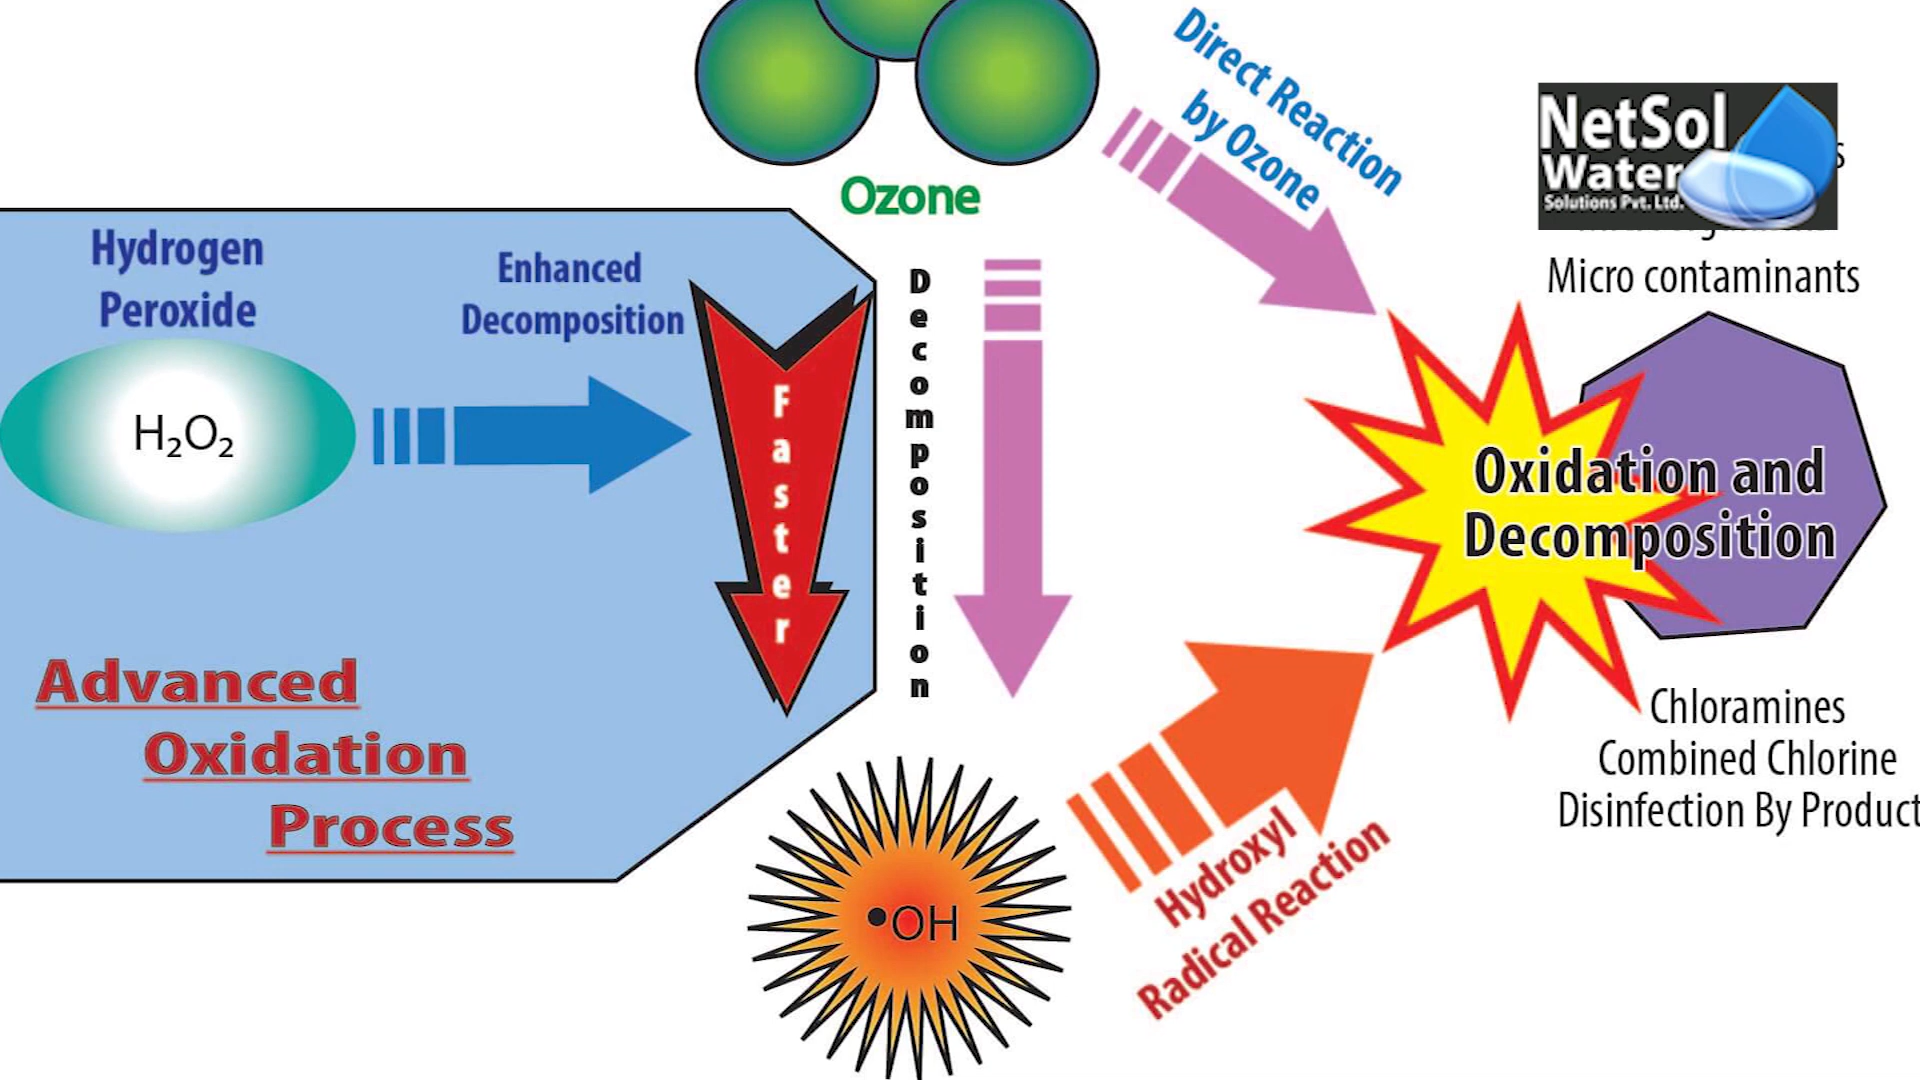 Direct Reaction
by Ozone
NetSol
Water
Solutions Pvt. Ltd.
Ozone
Micro contaminants
Hydrogen
Peroxide
Enhanced
Decomposition
H₂O₂
Faster
Decomposition
Oxidation and
Decomposition
Advanced
Oxidation
Process
Chloramines
Combined Chlorine
Disinfection By Product
•OH
Hydroxyl
Radical Reaction